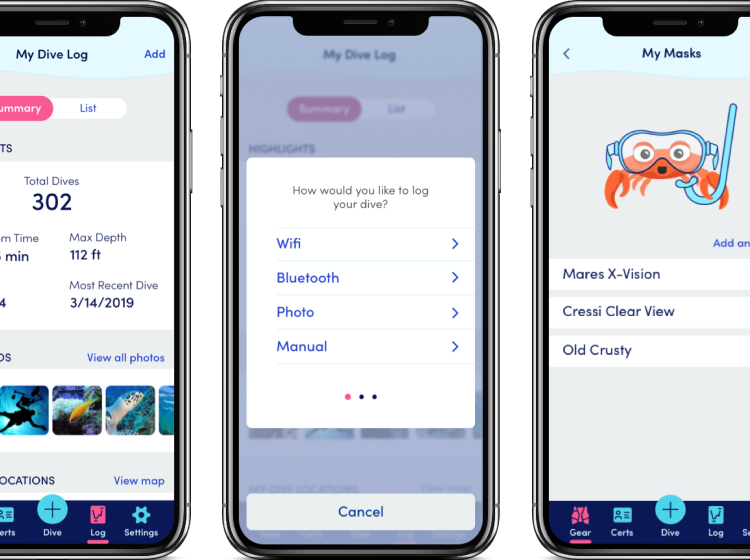 My Dive Log
Add
ummary
List
TS
Total Dives
302
m Time
Max Depth
min
112 ft
Most Recent Dive
4
3/14/2019
OS
View all photos
OCATIONS
View map
erts
Dive
Log
Settings
My Dive Log
Summary
List
HIGHLIGHTS
How would you like to log
your dive?
Wifi
Bluetooth
Photo
Manual
MY DIVE LOCATIONS
View map
Cancel
My Masks
Add an
Mares X-Vision
Cressi Clear View
Old Crusty
Gear
Certs
Dive
Log
Se